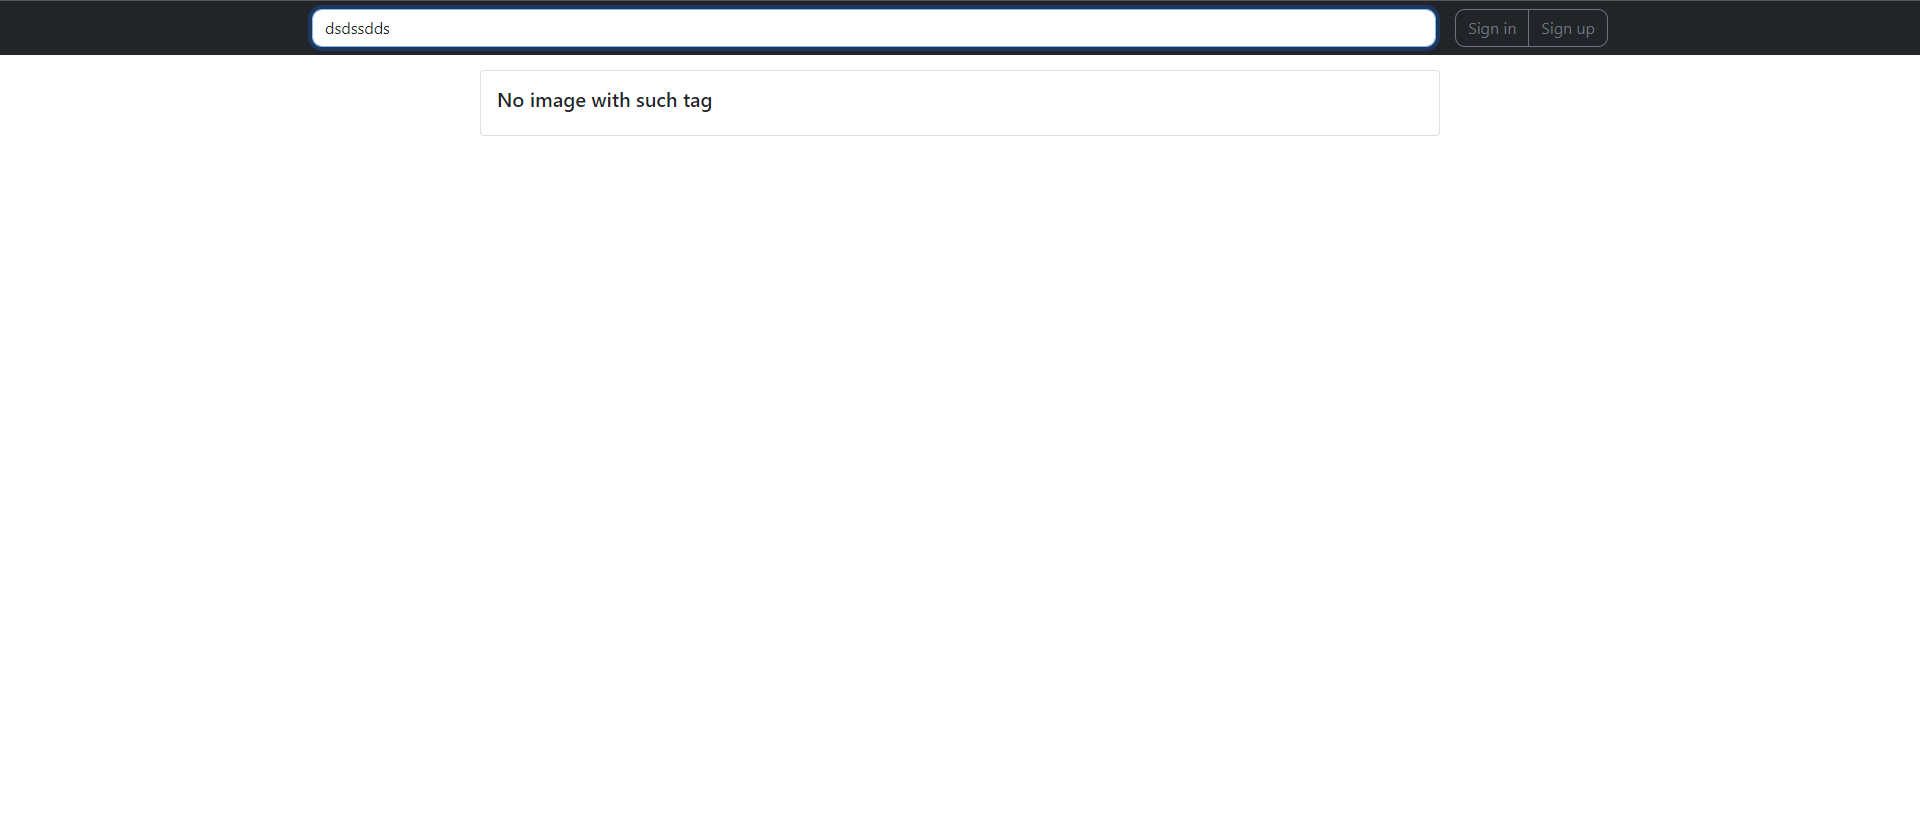 dsdssdds
Sign in
Sign up
No image with such tag